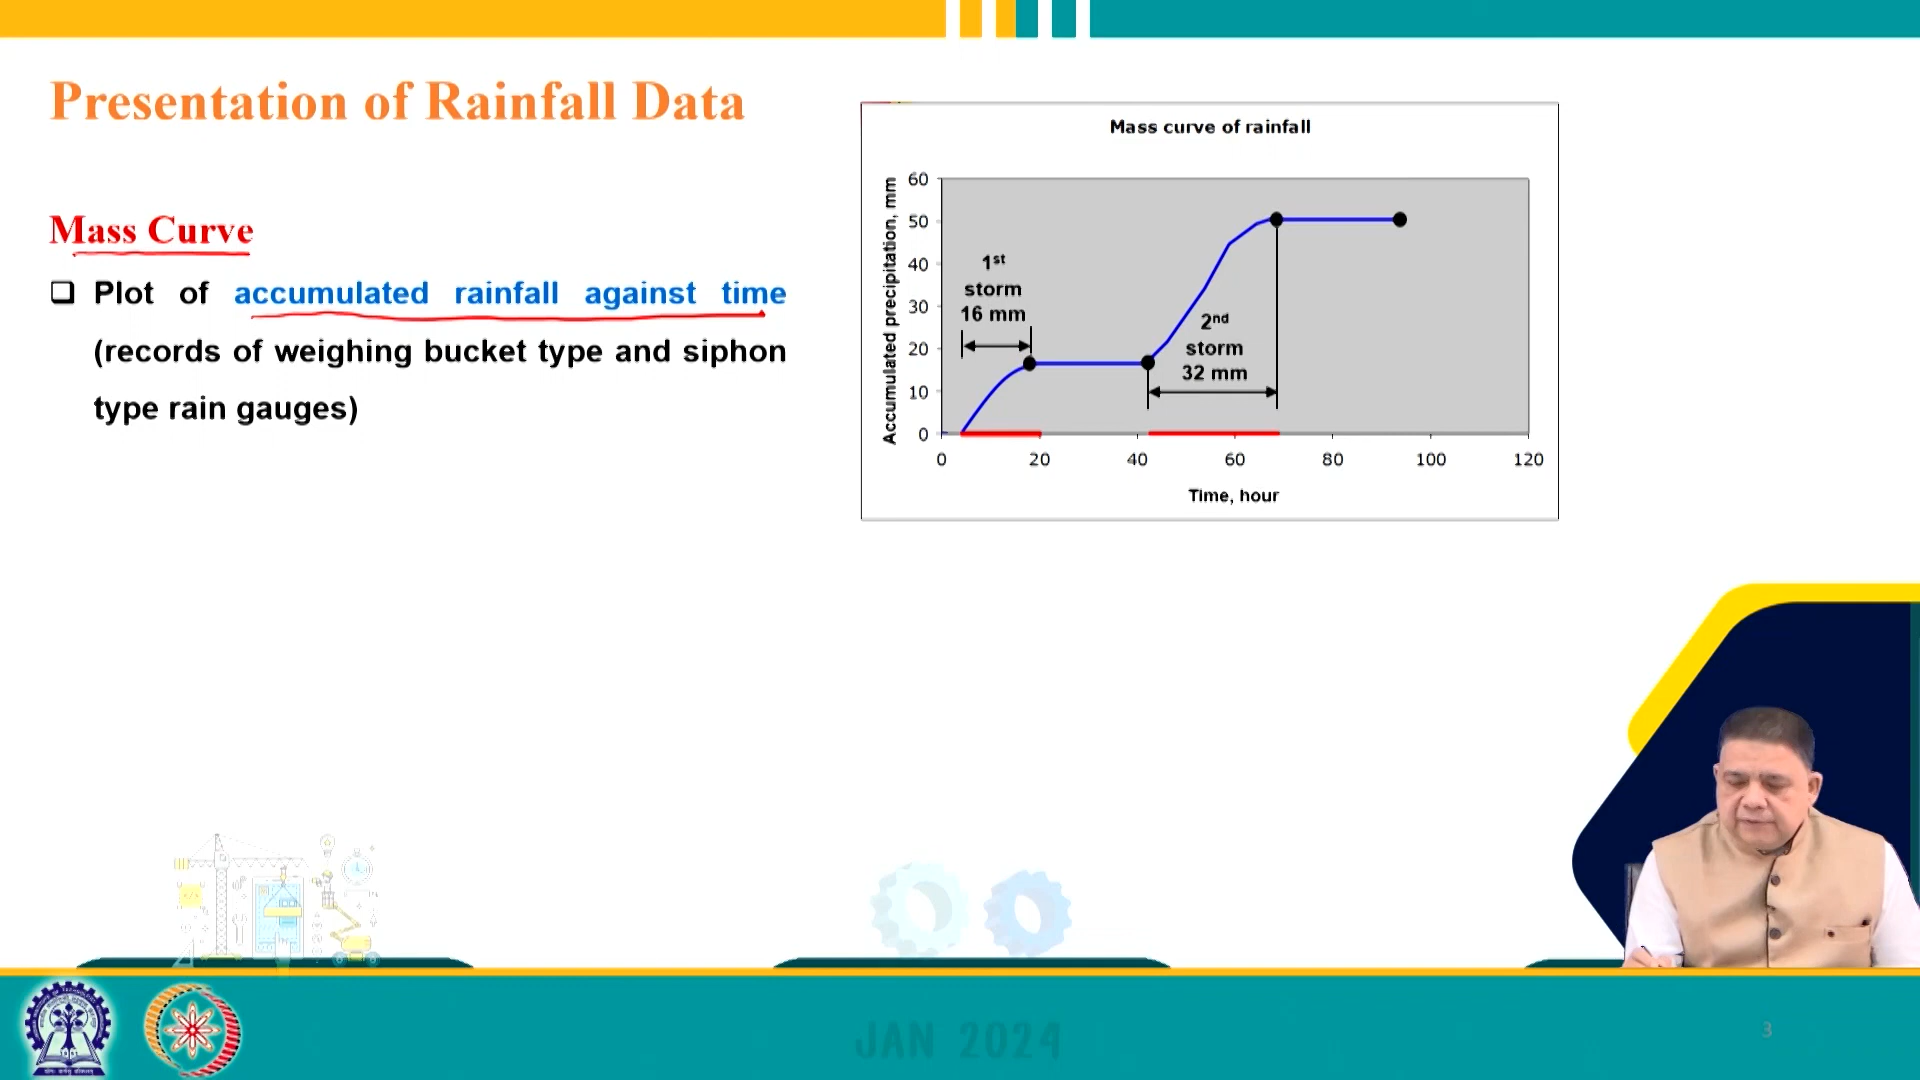 Presentation of Rainfall Data
Mass Curve
Plot of accumulated rainfall against time
(records of weighing bucket type and siphon
type rain gauges)
Mass curve of rainfall
Accumulated precipitation, mm
60
50
40
30
20
10
0
1st
storm
16 mm
2nd
storm
32 mm
0 20 40 60 80 100 120
Time, hour
JAN 2024
3